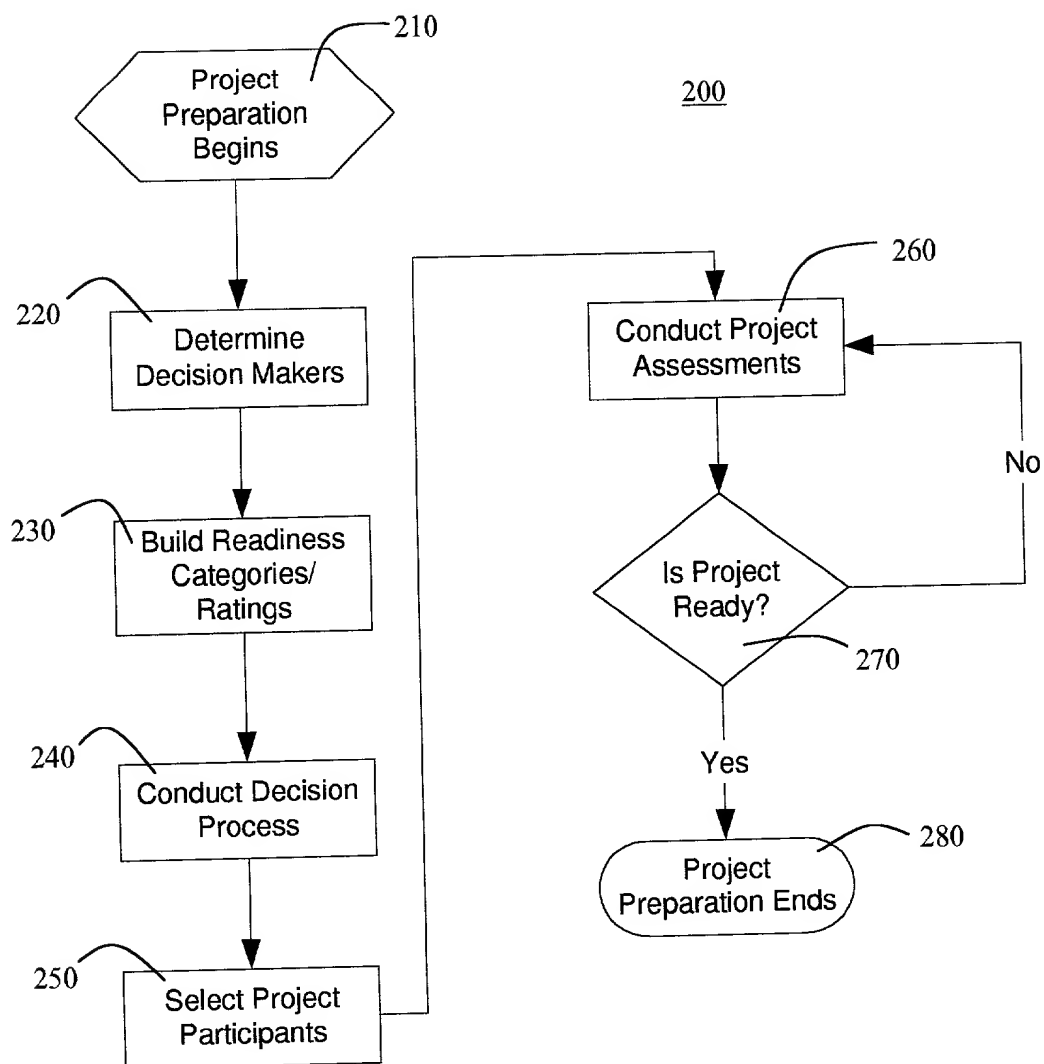 210
Project
Preparation
Begins
200
220
Determine
Decision Makers
230
Build Readiness
Categories/
Ratings
240
Conduct Decision
Process
250
Select Project
Participants
260
Conduct Project
Assessments
No
Is Project
Ready?
270
Yes
280
Project
Preparation Ends